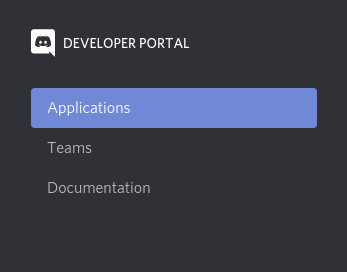 DEVELOPER PORTAL
Applications
Teams
Documentation